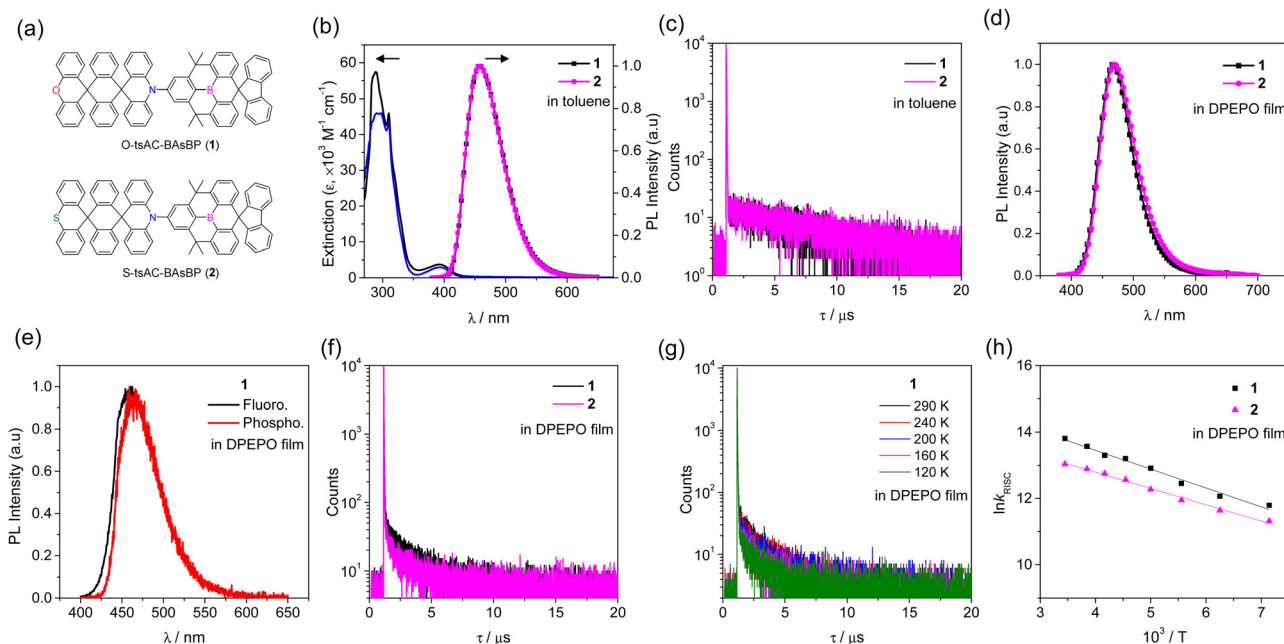 (a)
O
N
B
O-tsAC-BAsBP (1)
S
N
B
S-tsAC-BAsBP (2)
(b)
Extinction (ε, ×10³ M⁻¹ cm⁻¹)
60
55
50
45
40
35
30
25
20
15
10
5
0
300 400 500 600
λ / nm
1
2
in toluene
1.0
0.8
0.6
0.4
0.2
0.0
PL Intensity (a.u)
(c)
Counts
10⁴
10³
10²
10¹
10⁰
0 5 10 15 20
τ / μs
1
2
in toluene
(d)
PL Intensity (a.u)
1.0
0.8
0.6
0.4
0.2
0.0
400 500 600 700
λ / nm
1
2
in DPEPO film
(e)
PL Intensity (a.u)
1.0
0.8
0.6
0.4
0.2
0.0
400 450 500 550 600 650
λ / nm
1
Fluoro.
Phospho.
in DPEPO film
(f)
Counts
10⁴
10³
10²
10¹
0 5 10 15 20
τ / μs
1
2
in DPEPO film
(g)
Counts
10⁴
10³
10²
10¹
0 5 10 15 20
τ / μs
1
290 K
240 K
200 K
160 K
120 K
in DPEPO film
(h)
lnkRISC
16
14
12
10
3 4 5 6 7
10³ / T
1
2
in DPEPO film